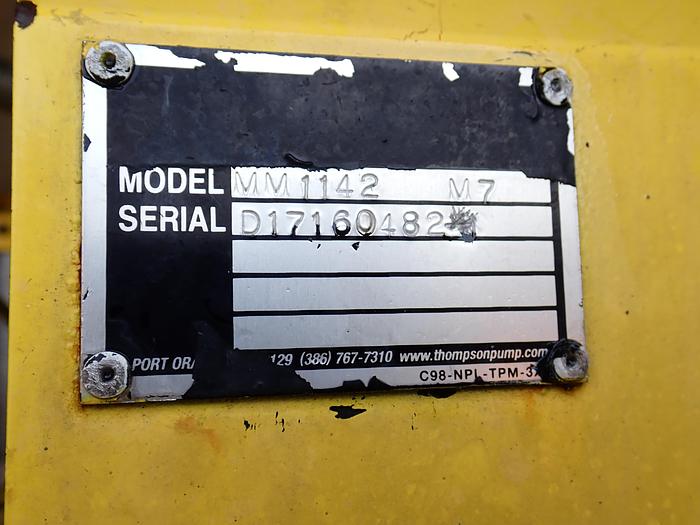 MODEL MM1142 M7
SERIAL D17160482
PORT OR 129 (386) 767-7310 www.thompsonpump.com
C98-NPL-TPM-3